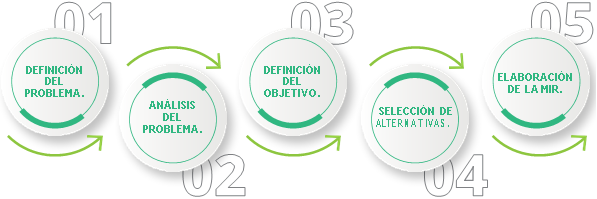 01
DEFINICIÓN
DEL
PROBLEMA.
02
ANÁLISIS
DEL
PROBLEMA.
03
DEFINICIÓN
DEL
OBJETIVO.
04
SELECCIÓN DE
ALTERNATIVAS.
05
ELABORACIÓN
DE LA MIR.